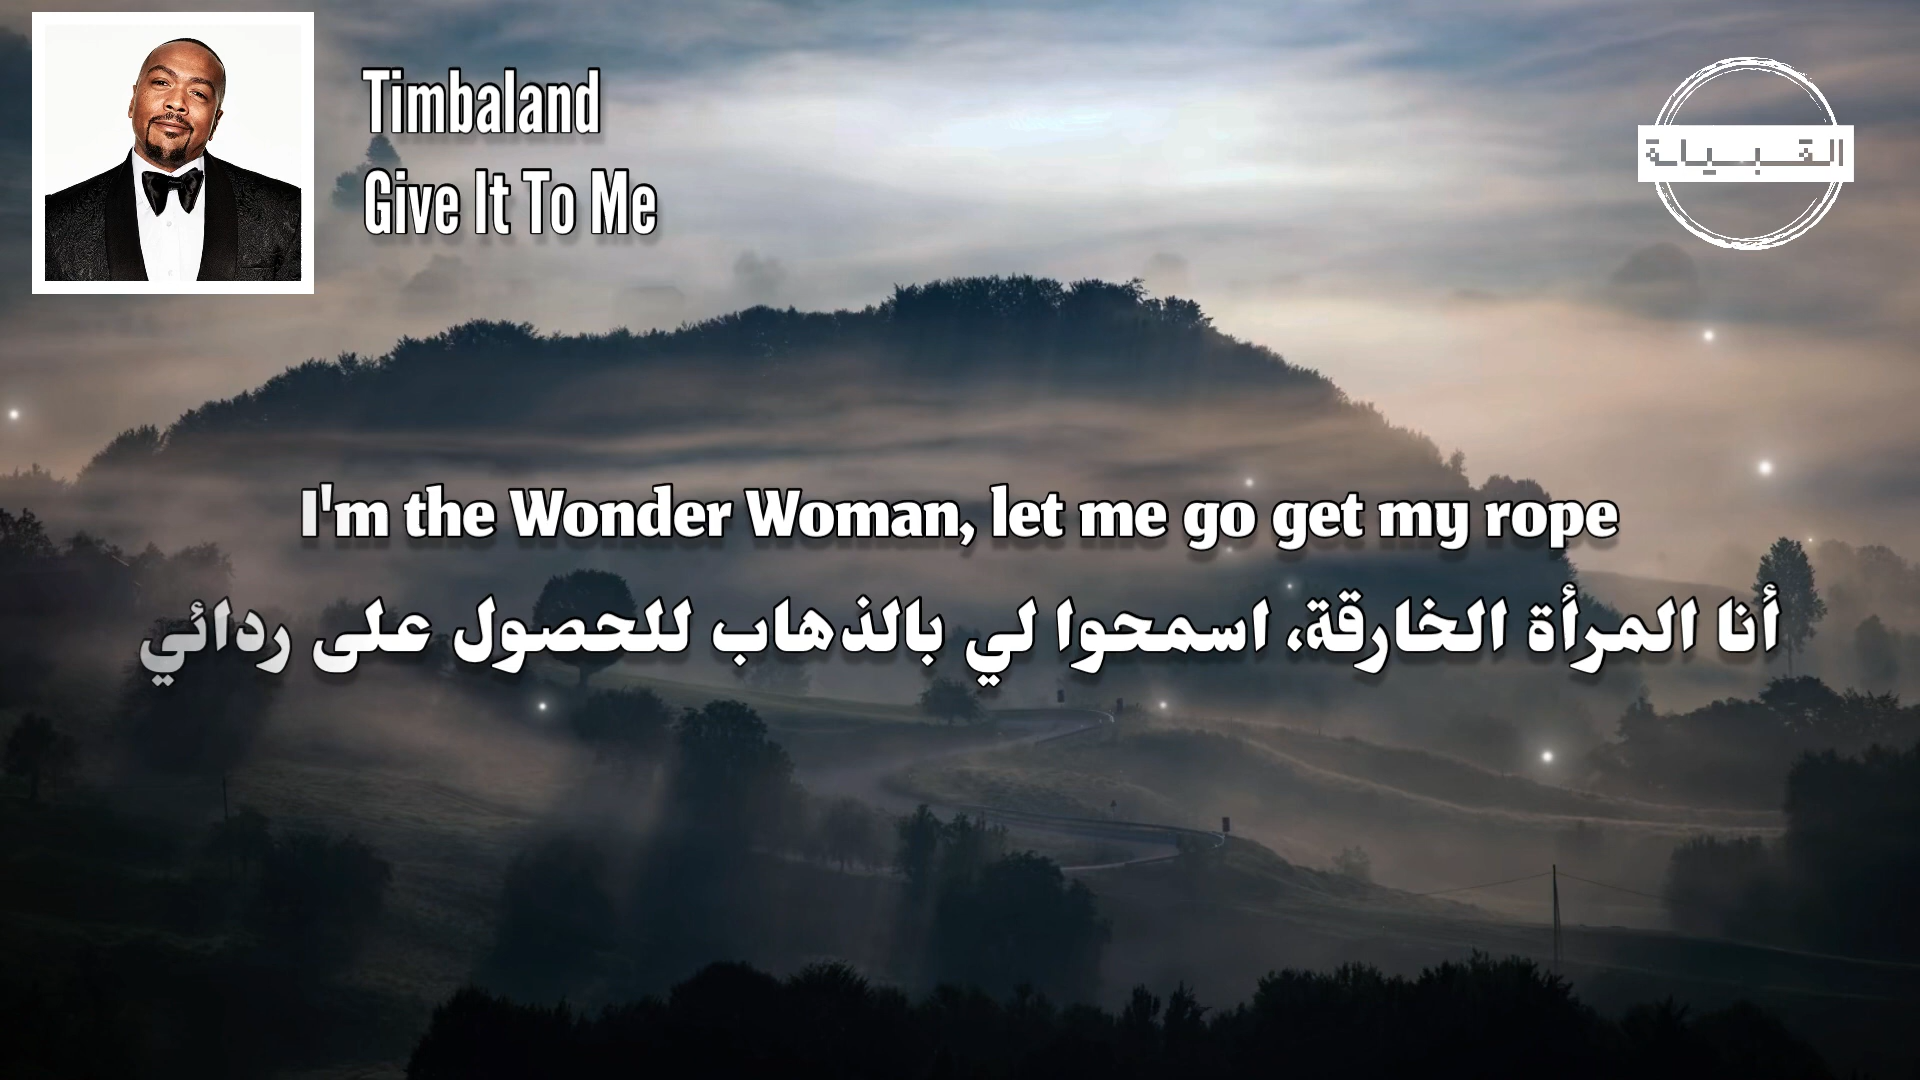 Timbaland
Give It To Me
القبيلة
I'm the Wonder Woman, let me go get my rope
أنا المرأة الخارقة، اسمحوا لي بالذهاب للحصول على ردائي